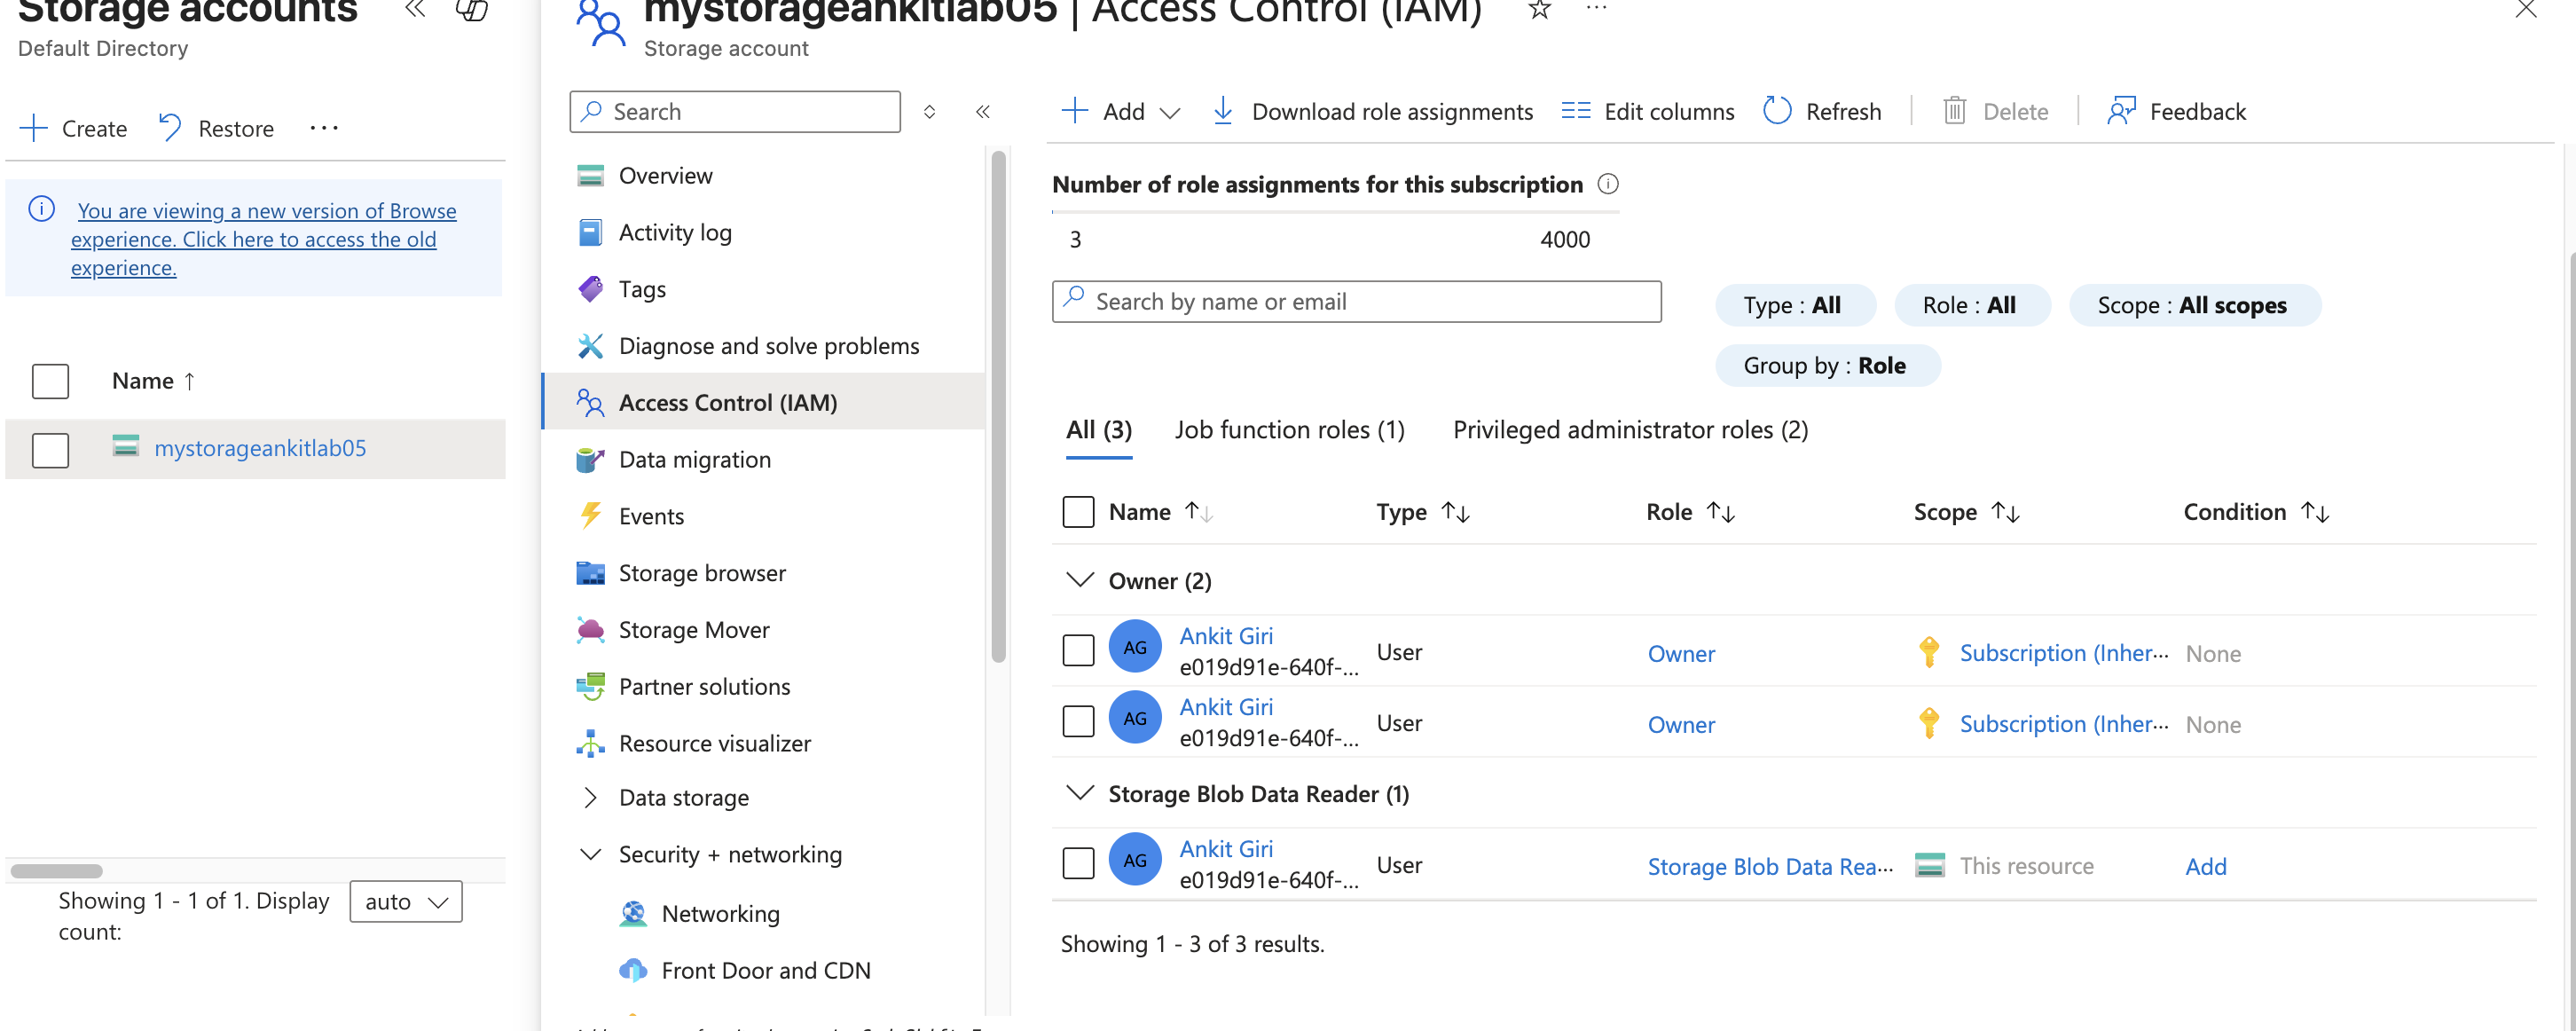 Storage accounts
Default Directory
Create
Restore
You are viewing a new version of Browse
experience. Click here to access the old
experience.
Name ↑
mystorageankitlab05
Showing 1 - 1 of 1. Display
count:
auto
mystorageankitlab05 | Access Control (IAM)
Storage account
Search
Overview
Activity log
Tags
Diagnose and solve problems
Access Control (IAM)
Data migration
Events
Storage browser
Storage Mover
Partner solutions
Resource visualizer
Data storage
Security + networking
Networking
Front Door and CDN
Add
Download role assignments
Edit columns
Refresh
Delete
Feedback
Number of role assignments for this subscription
3 4000
Search by name or email
Type : All
Role : All
Scope : All scopes
Group by : Role
All (3)
Job function roles (1)
Privileged administrator roles (2)
Name Type Role Scope Condition
Owner (2)
AG Ankit Giri User Owner Subscription (Inher... None
e019d91e-640f-...
AG Ankit Giri User Owner Subscription (Inher... None
e019d91e-640f-...
Storage Blob Data Reader (1)
AG Ankit Giri User Storage Blob Data Rea... This resource Add
e019d91e-640f-...
Showing 1 - 3 of 3 results.